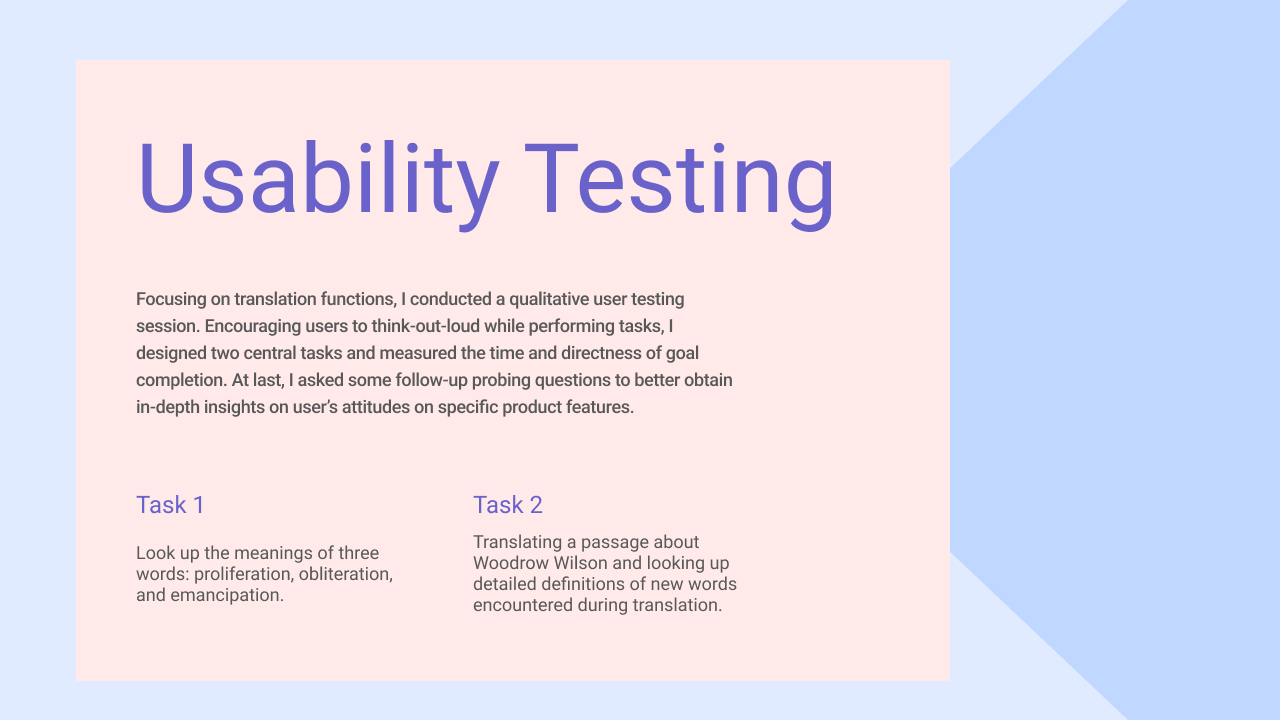 Usability Testing
Focusing on translation functions, I conducted a qualitative user testing
session. Encouraging users to think-out-loud while performing tasks, I
designed two central tasks and measured the time and directness of goal
completion. At last, I asked some follow-up probing questions to better obtain
in-depth insights on user’s attitudes on specific product features.
Task 1
Look up the meanings of three
words: proliferation, obliteration,
and emancipation.
Task 2
Translating a passage about
Woodrow Wilson and looking up
detailed definitions of new words
encountered during translation.